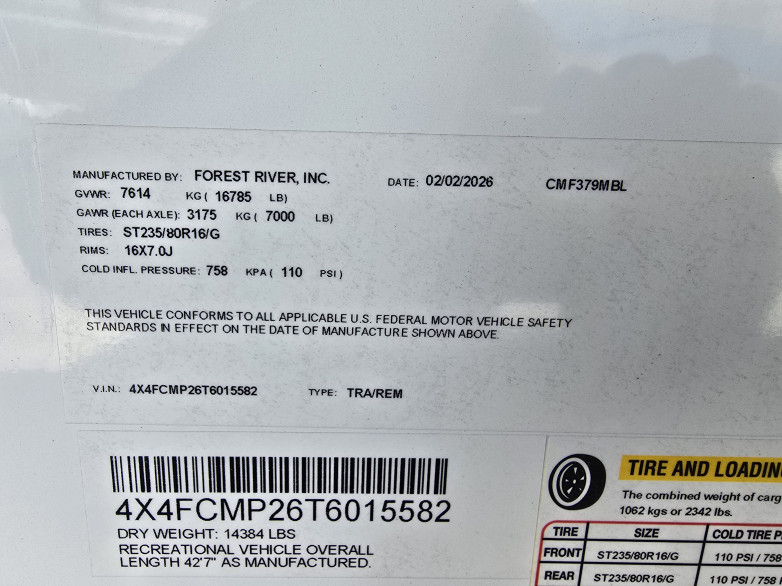 MANUFACTURED BY: FOREST RIVER, INC. DATE: 02/02/2026 CMF379MBL
GVWR: 7614 KG ( 16785 LB)
GAWR (EACH AXLE): 3175 KG ( 7000 LB)
TIRES: ST235/80R16/G
RIMS: 16X7.0J
COLD INFL. PRESSURE: 758 KPA ( 110 PSI )
THIS VEHICLE CONFORMS TO ALL APPLICABLE U.S. FEDERAL MOTOR VEHICLE SAFETY
STANDARDS IN EFFECT ON THE DATE OF MANUFACTURE SHOWN ABOVE.
V.I.N.: 4X4FCMP26T6015582 TYPE: TRA/REM
4X4FCMP26T6015582
DRY WEIGHT: 14384 LBS
RECREATIONAL VEHICLE OVERALL
LENGTH 42'7" AS MANUFACTURED.
TIRE AND LOADIN
The combined weight of carg
1062 kgs or 2342 lbs.
TIRE SIZE COLD TIRE P
FRONT ST235/80R16/G 110 PSI / 758
REAR ST235/80R16/G 110 PSI / 758